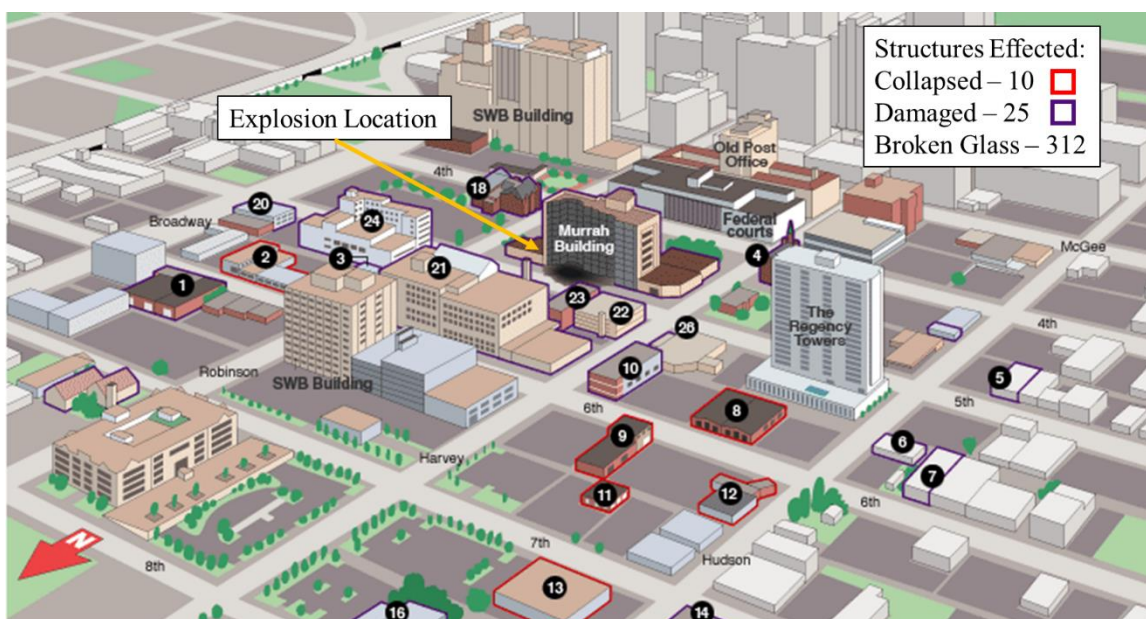 Structures Effected:
Collapsed – 10
Damaged – 25
Broken Glass – 312
Explosion Location
SWB Building
Old Post
Office
4th
18
20
Broadway
24
Murrah
Building
Federal
courts
McGee
2
3
21
4
1
23
22
The
Regency
Towers
4th
26
Robinson
SWB Building
10
5
5th
6th
8
9
6
7
Harvey
11
12
6th
N
7th
Hudson
8th
13
16
14